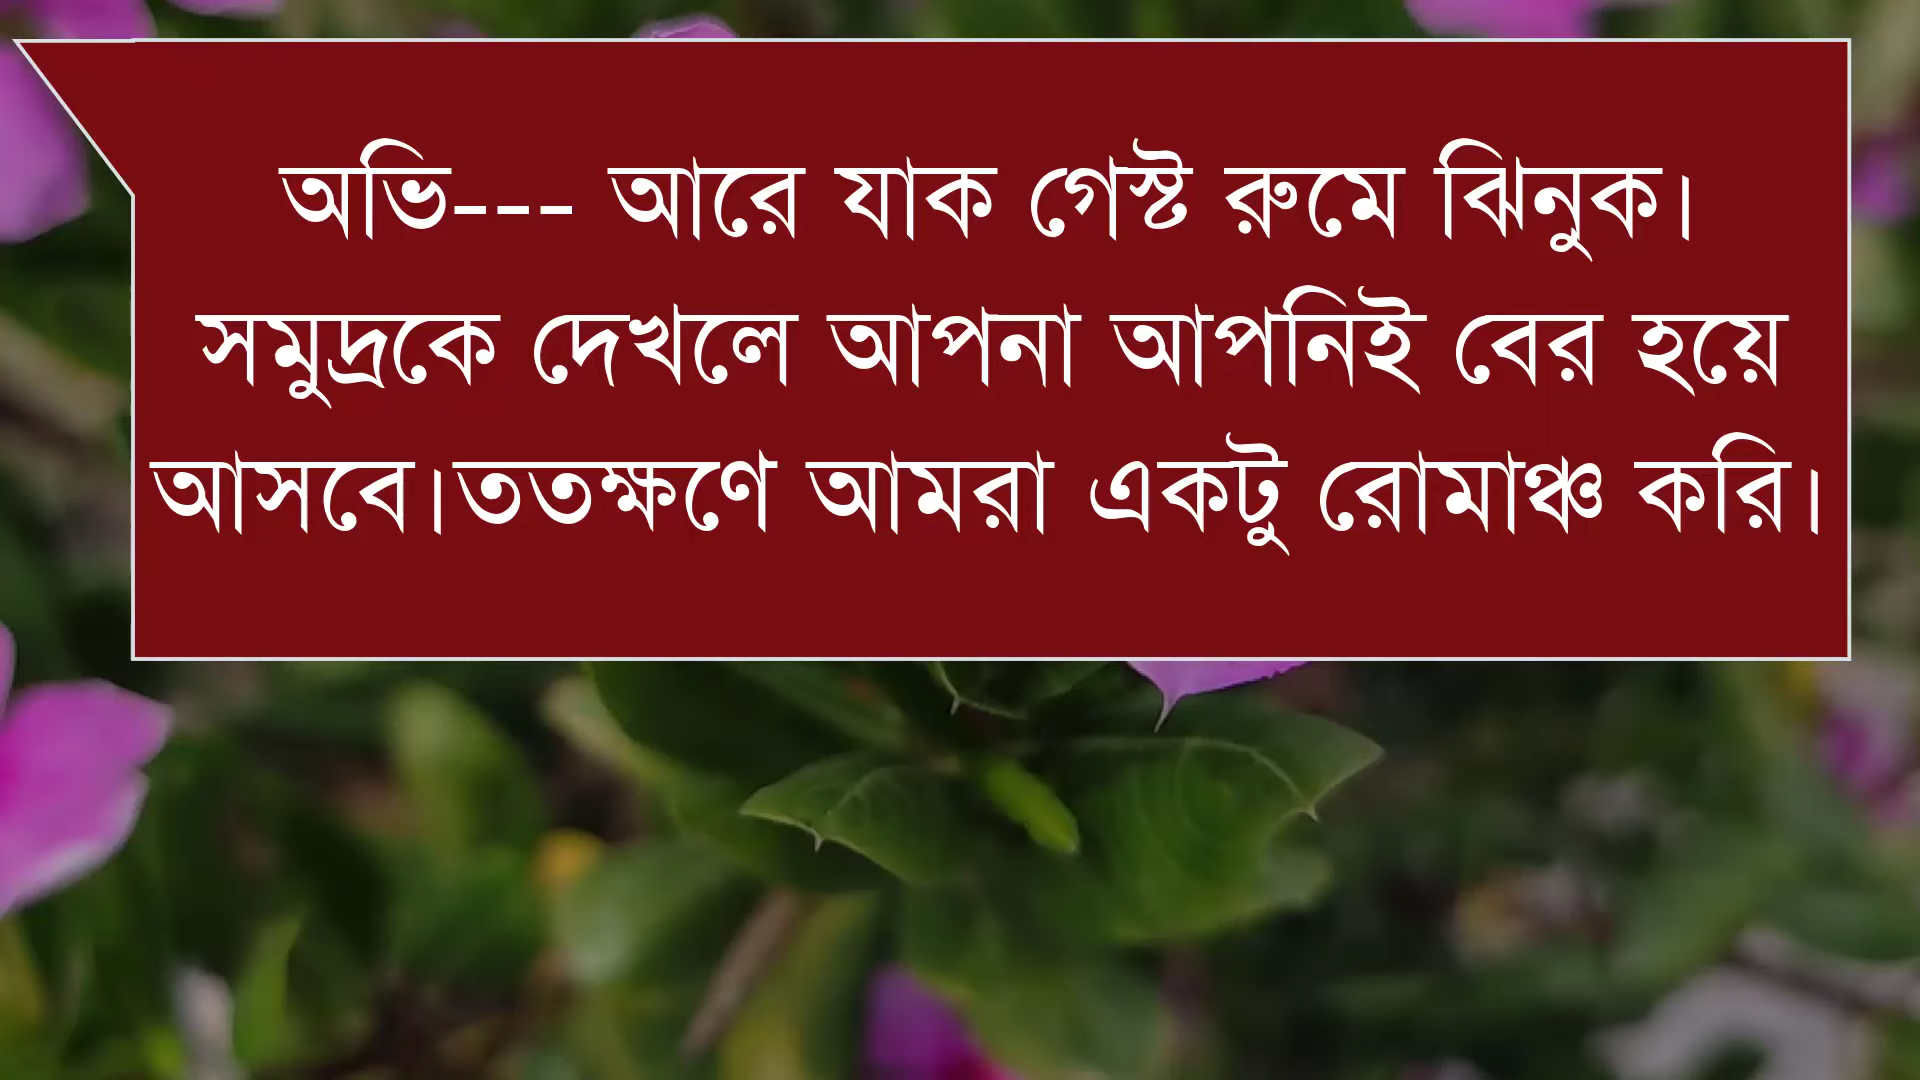 অভি--- আরে যাক গেস্ট রুমে ঝিনুক।
সমুদ্রকে দেখলে আপনা আপনিই বের হয়ে
আসবে।ততক্ষণে আমরা একটু রোমাঞ্চ করি।